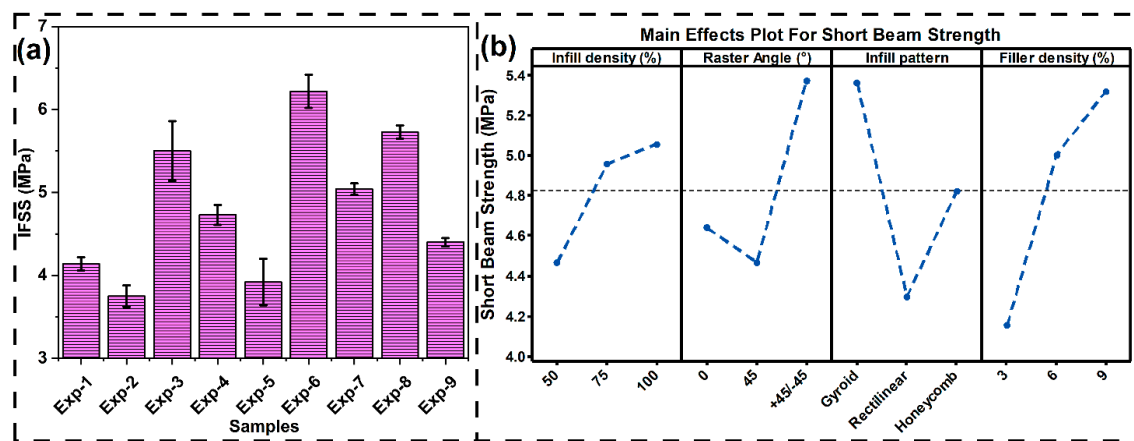 (a)
7
6
5
4
3
IFSS (MPa)
Exp-1
Exp-2
Exp-3
Exp-4
Exp-5
Exp-6
Exp-7
Exp-8
Exp-9
Samples
(b)
Main Effects Plot For Short Beam Strength
Infill density (%) Raster Angle (°) Infill pattern Filler density (%)
Short Beam Strength (MPa)
5.4
5.2
5.0
4.8
4.6
4.4
4.2
4.0
50 75 100 0 45 +45/-45 Gyroid Rectilinear Honeycomb 3 6 9